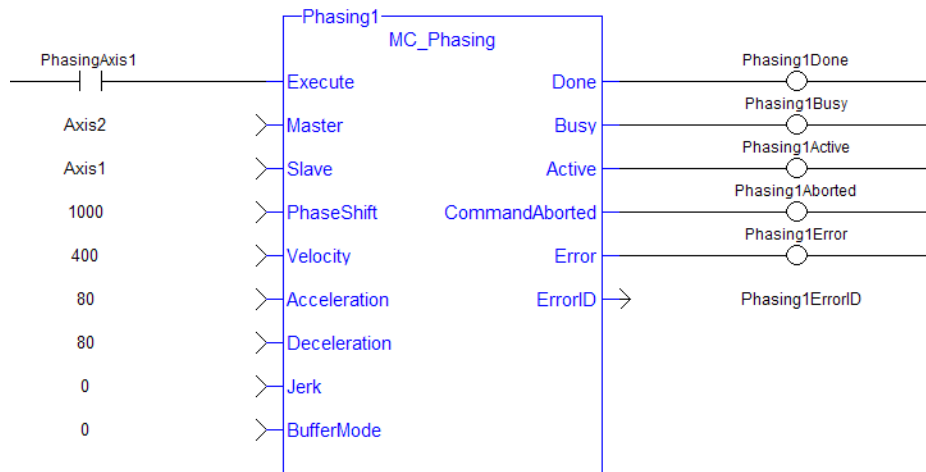 Phasing1
MC_Phasing
PhasingAxis1 Execute Done Phasing1Done
Axis2 Master Busy Phasing1Busy
Axis1 Slave Active Phasing1Active
1000 PhaseShift CommandAborted Phasing1Aborted
400 Velocity Error Phasing1Error
80 Acceleration ErrorID Phasing1ErrorID
80 Deceleration
0 Jerk
0 BufferMode